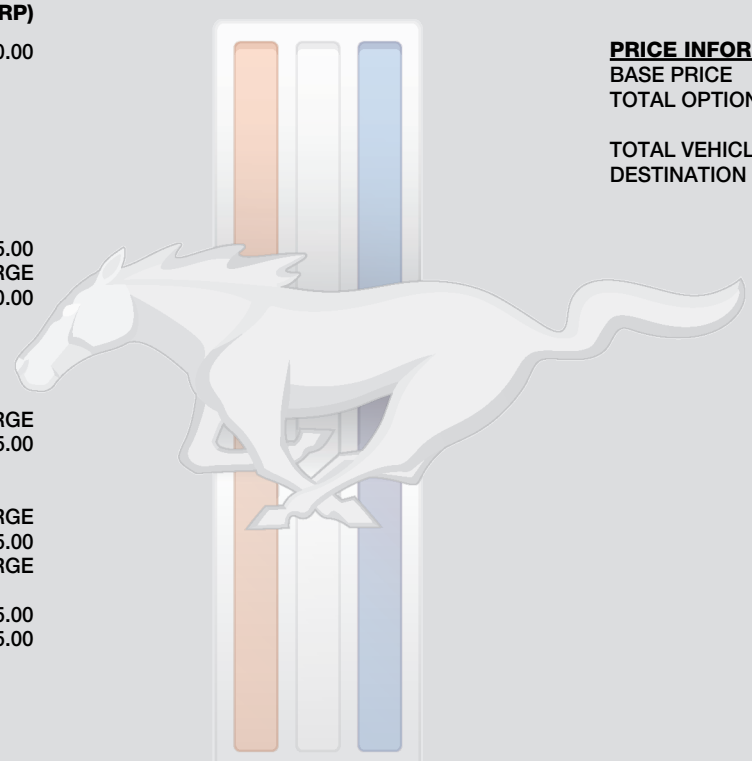 RP)
0.00
5.00
RGE
0.00
RGE
5.00
RGE
5.00
RGE
5.00
5.00
PRICE INFOR
BASE PRICE
TOTAL OPTION
TOTAL VEHICL
DESTINATION